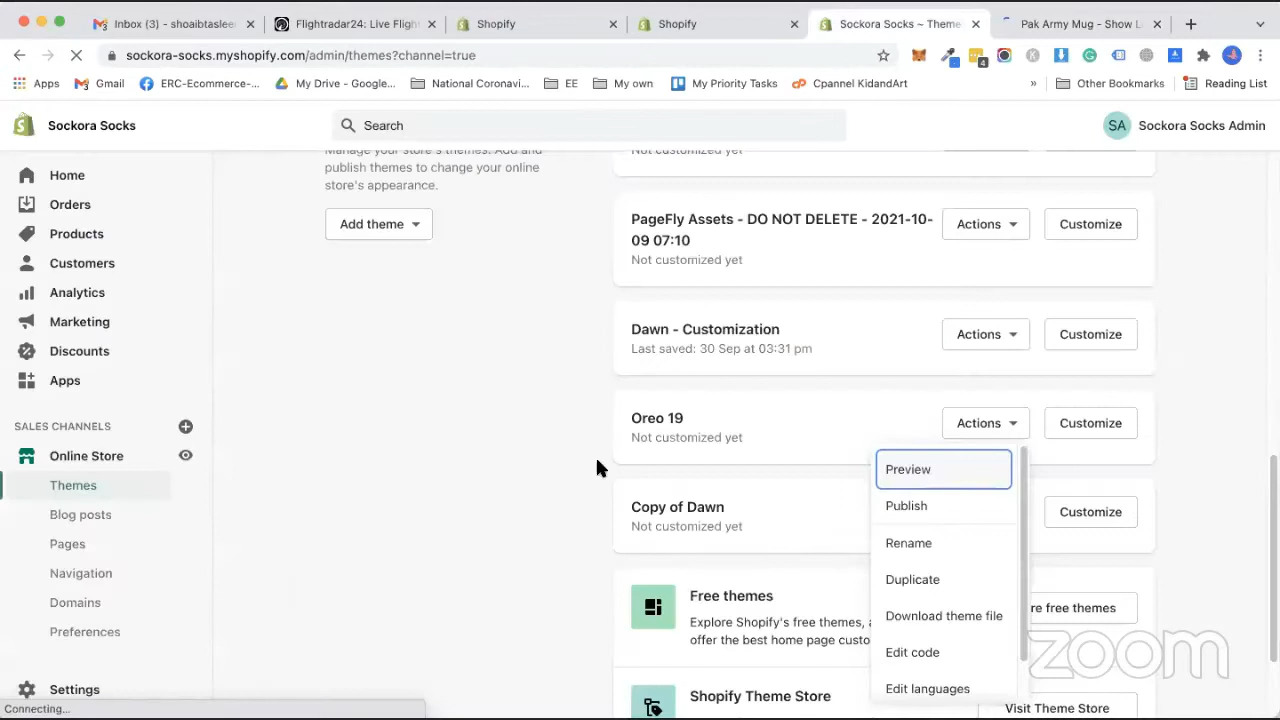 Inbox (3) - shoaibtasleem
Flightradar24: Live Flight
Shopify
Shopify
Sockora Socks ~ Theme
Pak Army Mug - Show L
sockora-socks.myshopify.com/admin/themes?channel=true
Apps
Gmail
ERC-Ecommerce-...
My Drive - Google...
National Coronavi...
EE
My own
My Priority Tasks
Cpannel KidandArt
»
Other Bookmarks
Reading List
Sockora Socks
Search
SA
Sockora Socks Admin
Home
Orders
Products
Customers
Analytics
Marketing
Discounts
Apps
SALES CHANNELS
Online Store
Themes
Blog posts
Pages
Navigation
Domains
Preferences
Settings
Connecting...
Manage your store's themes. Add and
publish themes to change your online
store's appearance.
Add theme
Not customized yet
PageFly Assets - DO NOT DELETE - 2021-10-
09 07:10
Not customized yet
Actions
Customize
Dawn - Customization
Last saved: 30 Sep at 03:31 pm
Actions
Customize
Oreo 19
Not customized yet
Actions
Customize
Preview
Publish
Rename
Duplicate
Download theme file
Edit code
Edit languages
Copy of Dawn
Not customized yet
Customize
Free themes
Explore Shopify's free themes, a
offer the best home page custo
re free themes
Shopify Theme Store
Visit Theme Store
zoom